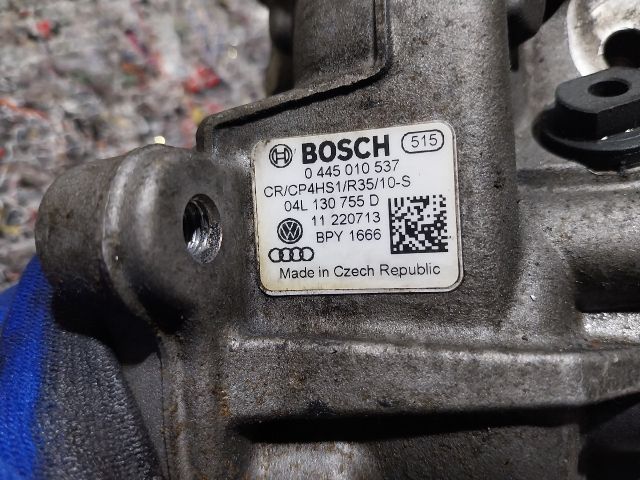 BOSCH 515
0 445 010 537
CR/CP4HS1/R35/10-S
04L 130 755 D
11 220713
BPY 1666
Made in Czech Republic